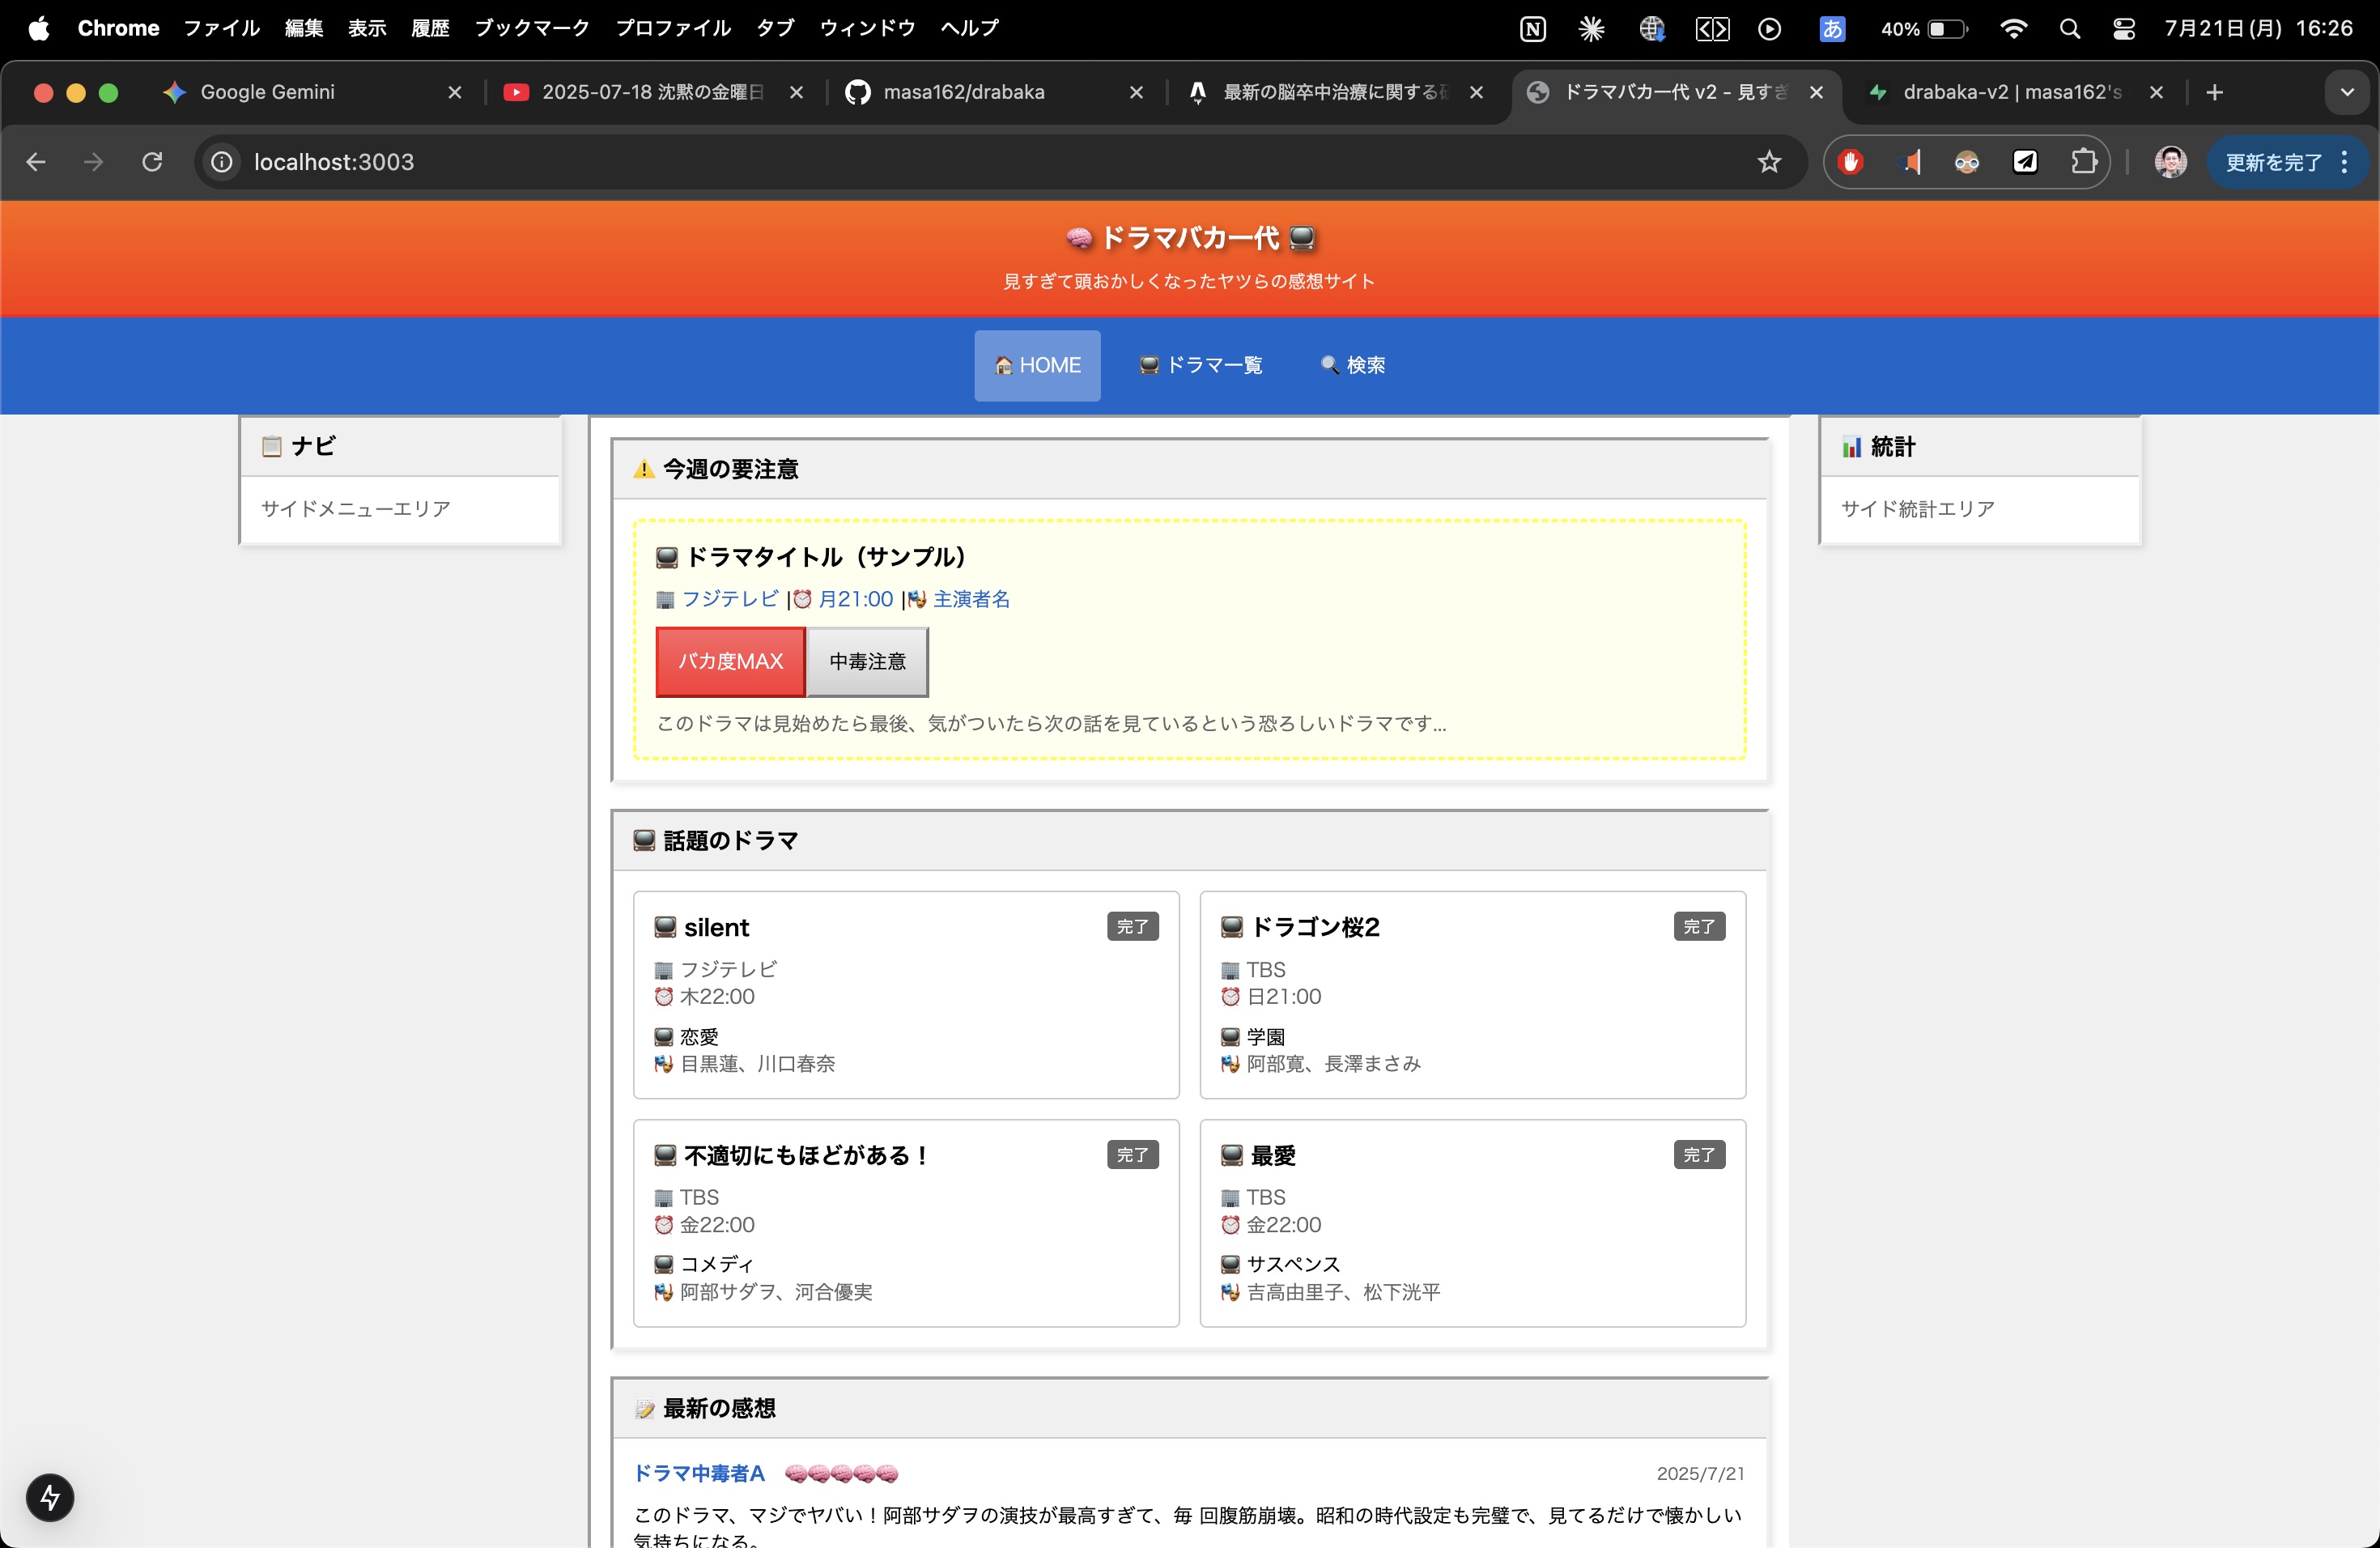 Chrome ファイル 編集 表示 履歴 ブックマーク プロファイル タブ ウィンドウ ヘルプ あ 40% 7月21日(月) 16:26
Google Gemini 2025-07-18 沈黙の金曜日 masa162/drabaka 最新の脳卒中治療に関する ドラマバカ一代 v2 - 見すぎ drabaka-v2 | masa162's
localhost:3003 更新を完了
🧠 ドラマバカ一代 📺
見すぎて頭おかしくなったヤツらの感想サイト
🏠 HOME 📺 ドラマ一覧 🔍 検索
📋 ナビ
サイドメニューエリア
⚠️ 今週の要注意
📺 ドラマタイトル（サンプル）
🏢 フジテレビ |⏰ 月21:00 |🎭 主演者名
バカ度MAX 中毒注意
このドラマは見始めたら最後、気がついたら次の話を見ているという恐ろしいドラマです...
📺 話題のドラマ
📺 silent 完了
🏢 フジテレビ
⏰ 木22:00
📺 恋愛
🎭 目黒蓮、川口春奈
📺 ドラゴン桜2 完了
🏢 TBS
⏰ 日21:00
📺 学園
🎭 阿部寛、長澤まさみ
📺 不適切にもほどがある！ 完了
🏢 TBS
⏰ 金22:00
📺 コメディ
🎭 阿部サダヲ、河合優実
📺 最愛 完了
🏢 TBS
⏰ 金22:00
📺 サスペンス
🎭 吉高由里子、松下洸平
📝 最新の感想
ドラマ中毒者A 🧠🧠🧠🧠🧠 2025/7/21
このドラマ、マジでヤバい！阿部サダヲの演技が最高すぎて、毎 回腹筋崩壊。昭和の時代設定も完璧で、見てるだけで懐かしい
気持ちになる。
📊 統計
サイド統計エリア